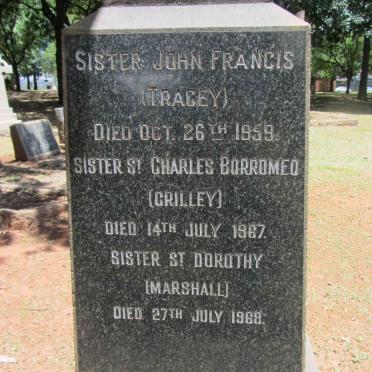 SISTER JOHN FRANCIS
(TRACEY)
DIED OCT. 26TH 1959.
SISTER ST CHARLES BORROMEO
(CRILLEY)
DIED 14TH JULY 1967.
SISTER ST DOROTHY
(MARSHALL)
DIED 27TH JULY 1968.